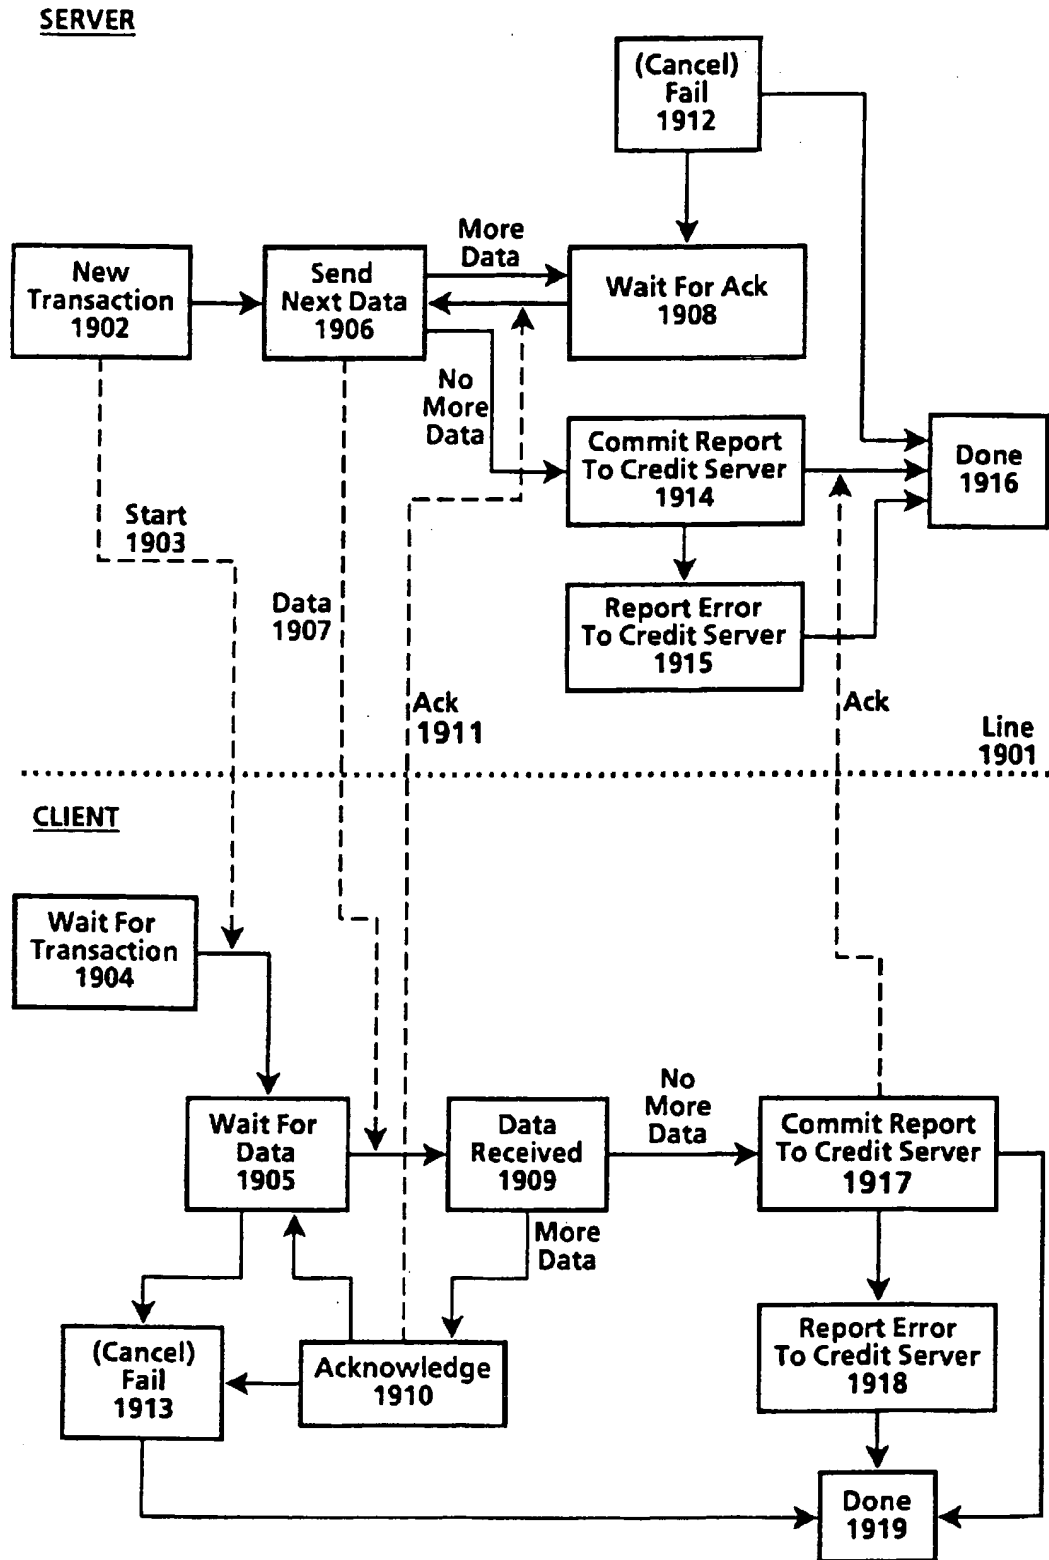 SERVER
(Cancel)
Fail
1912
New
Transaction
1902
Send
Next Data
1906
More
Data
Wait For Ack
1908
No
More
Data
Commit Report
To Credit Server
1914
Done
1916
Start
1903
Data
1907
Report Error
To Credit Server
1915
Ack
1911
Ack
Line
1901
CLIENT
Wait For
Transaction
1904
Wait For
Data
1905
Data
Received
1909
No
More
Data
Commit Report
To Credit Server
1917
More
Data
(Cancel)
Fail
1913
Acknowledge
1910
Report Error
To Credit Server
1918
Done
1919